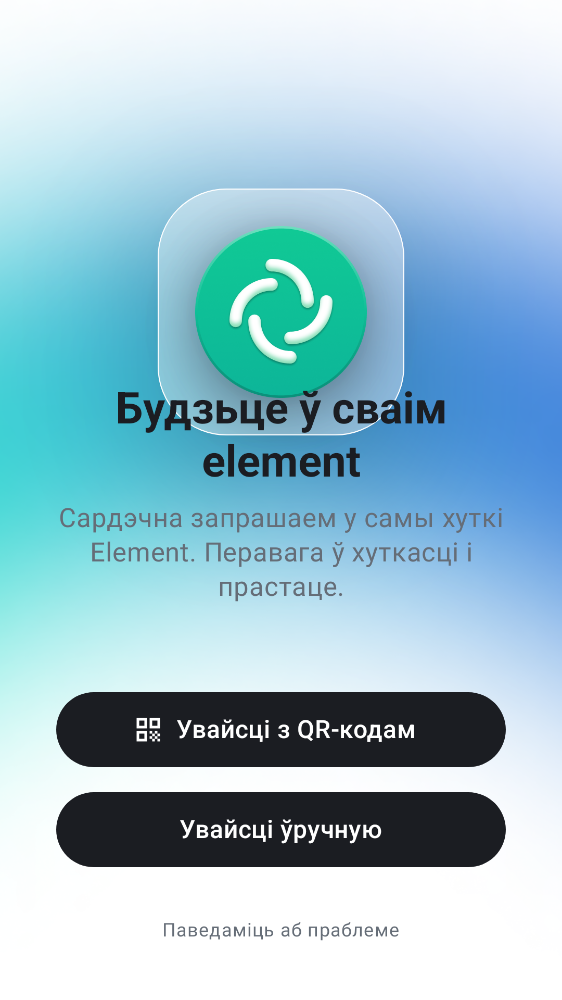 Будзьце ў сваім
element
Сардэчна запрашаем у самы хуткі
Element. Перавага ў хуткасці і
прастаце.
Увайсці з QR-кодам
Увайсці ўручную
Паведаміць аб праблеме